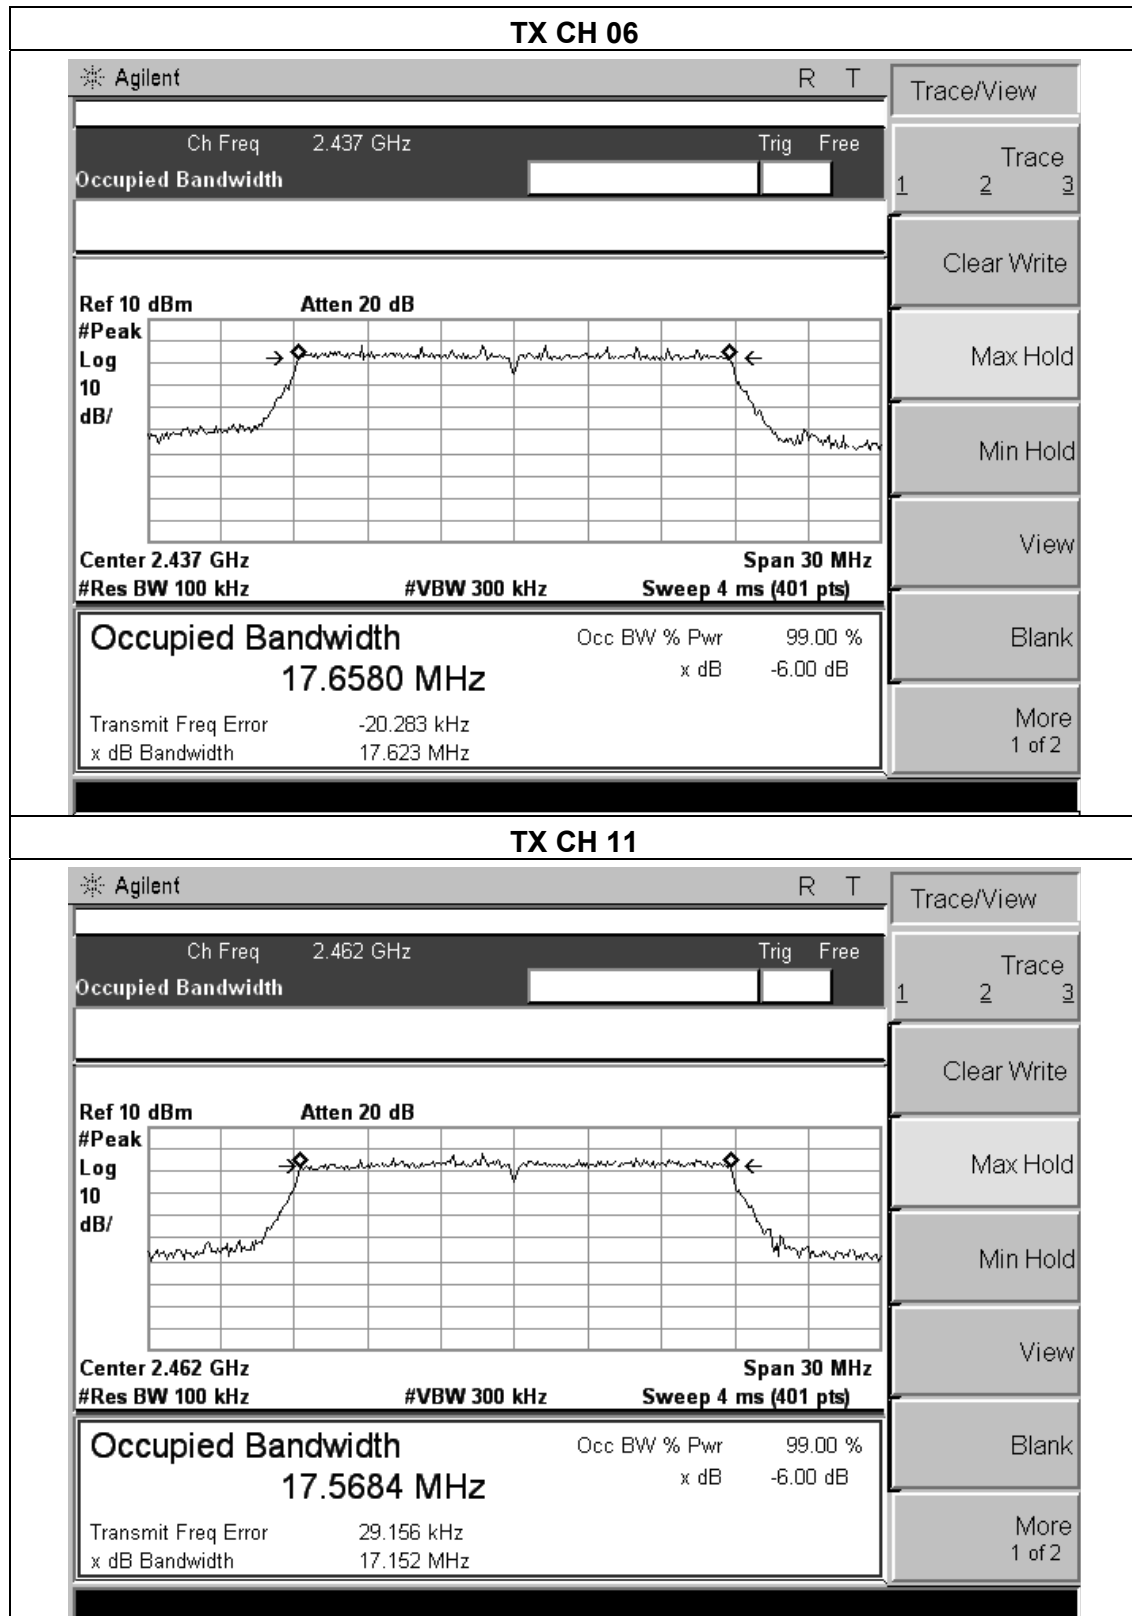 TX CH 06
Agilent R T
Trace/View
Ch Freq 2.437 GHz Trig Free
Occupied Bandwidth
Trace
1 2 3
Clear Write
Ref 10 dBm Atten 20 dB
#Peak
Log
10
dB/
Max Hold
Min Hold
View
Center 2.437 GHz Span 30 MHz
#Res BW 100 kHz #VBW 300 kHz Sweep 4 ms (401 pts)
Occupied Bandwidth Occ BW % Pwr 99.00 %
17.6580 MHz x dB -6.00 dB
Blank
Transmit Freq Error -20.283 kHz
x dB Bandwidth 17.623 MHz
More
1 of 2
TX CH 11
Agilent R T
Trace/View
Ch Freq 2.462 GHz Trig Free
Occupied Bandwidth
Trace
1 2 3
Clear Write
Ref 10 dBm Atten 20 dB
#Peak
Log
10
dB/
Max Hold
Min Hold
View
Center 2.462 GHz Span 30 MHz
#Res BW 100 kHz #VBW 300 kHz Sweep 4 ms (401 pts)
Occupied Bandwidth Occ BW % Pwr 99.00 %
17.5684 MHz x dB -6.00 dB
Blank
Transmit Freq Error 29.156 kHz
x dB Bandwidth 17.152 MHz
More
1 of 2